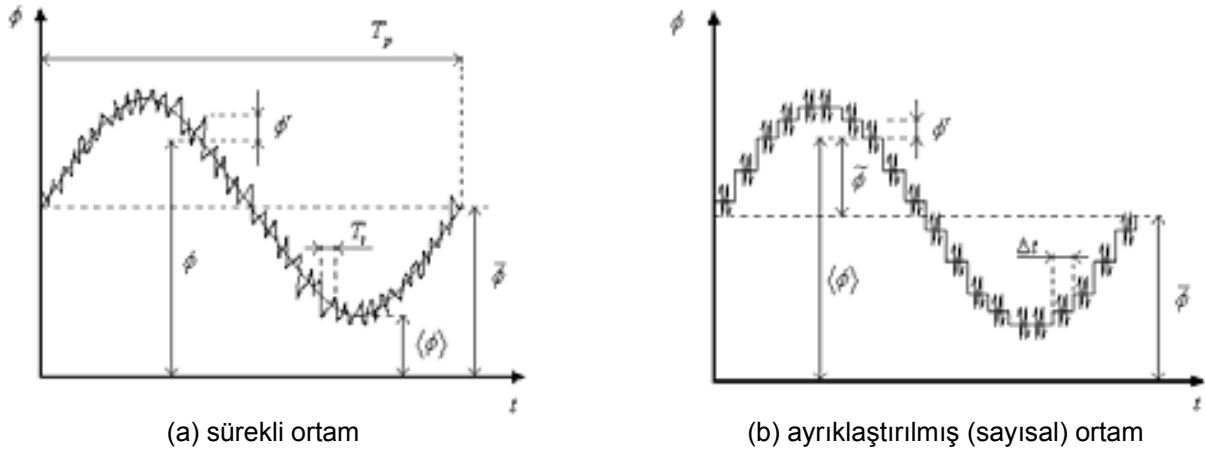 ϕ
T_p
ϕ'
T_t
ϕ
ϕ̄
⟨ϕ⟩
t
(a) sürekli ortam
ϕ
ϕ'
ϕ̃
Δt
⟨ϕ⟩
ϕ̄
t
(b) ayrıklaştırılmış (sayısal) ortam